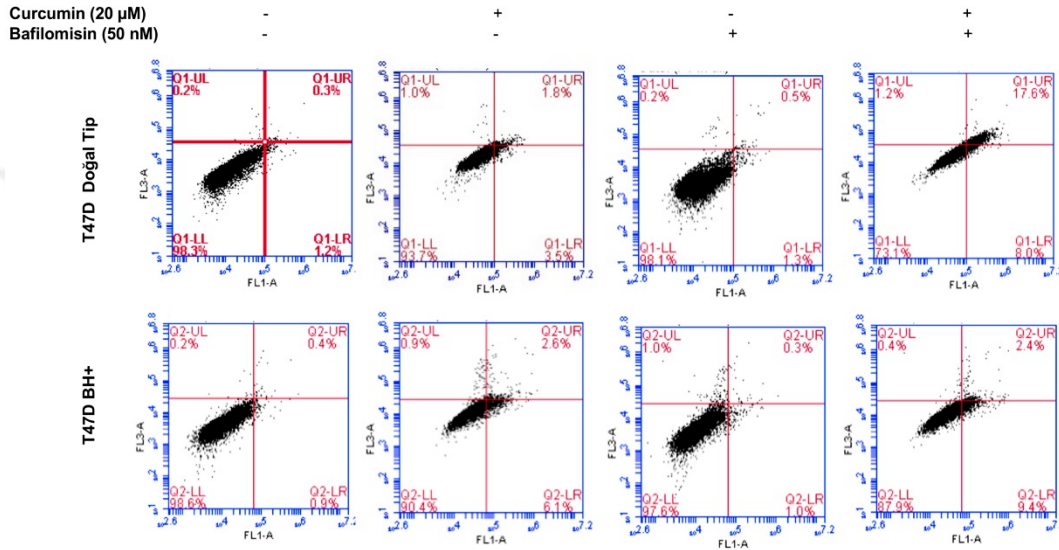 Curcumin (20 µM) - + - +
Bafilomisin (50 nM) - - + +
T47D Doğal Tip
Q1-UL Q1-UR
0.2% 0.3%
Q1-LL Q1-LR
98.3% 1.2%
FL3-A
FL1-A
Q1-UL Q1-UR
1.0% 1.8%
Q1-LL Q1-LR
93.7% 3.5%
FL3-A
FL1-A
Q1-UL Q1-UR
0.2% 0.5%
Q1-LL Q1-LR
98.1% 1.3%
FL3-A
FL1-A
Q1-UL Q1-UR
1.2% 17.6%
Q1-LL Q1-LR
73.1% 8.0%
FL3-A
FL1-A
T47D BH+
Q2-UL Q2-UR
0.2% 0.4%
Q2-LL Q2-LR
98.6% 0.9%
FL3-A
FL1-A
Q2-UL Q2-UR
0.9% 2.6%
Q2-LL Q2-LR
90.4% 6.1%
FL3-A
FL1-A
Q2-UL Q2-UR
1.0% 0.3%
Q2-LL Q2-LR
97.6% 1.0%
FL3-A
FL1-A
Q2-UL Q2-UR
0.4% 2.4%
Q2-LL Q2-LR
87.9% 9.4%
FL3-A
FL1-A